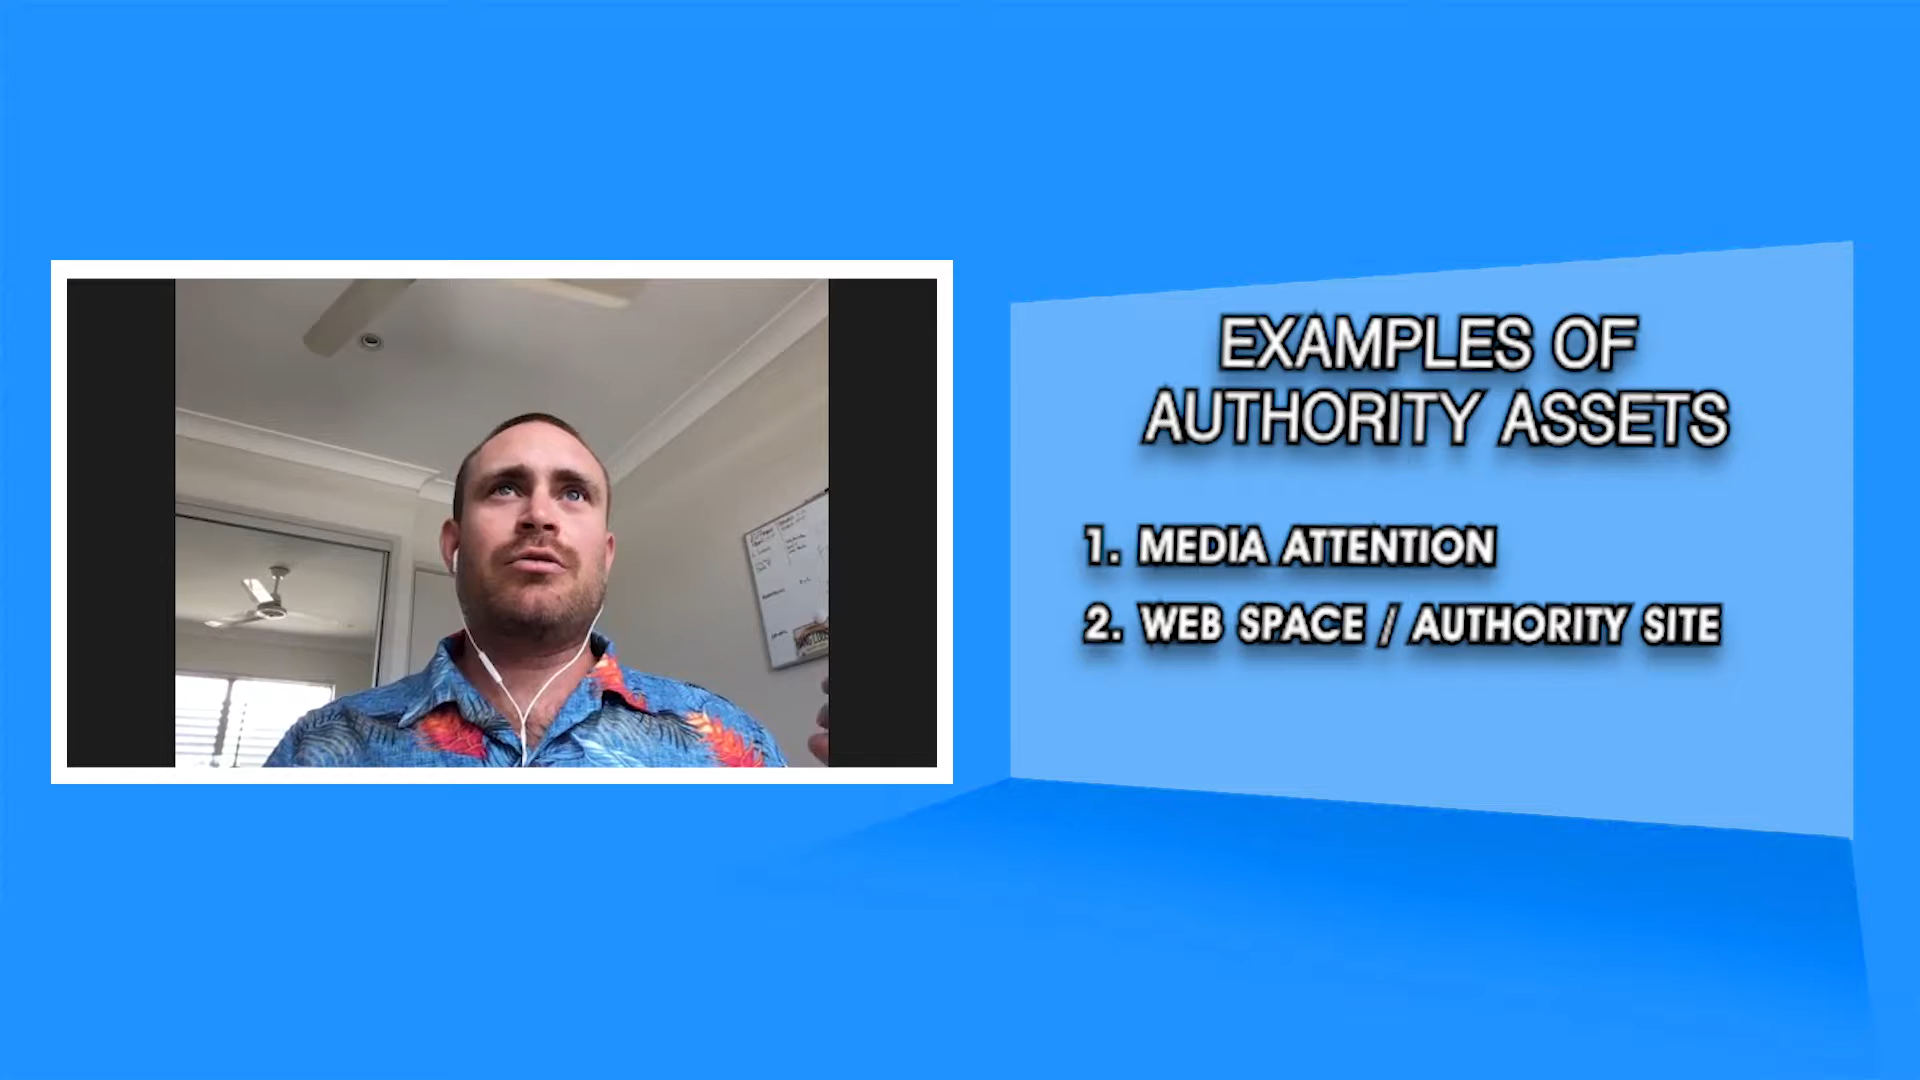 EXAMPLES OF
AUTHORITY ASSETS
1. MEDIA ATTENTION
2. WEB SPACE / AUTHORITY SITE